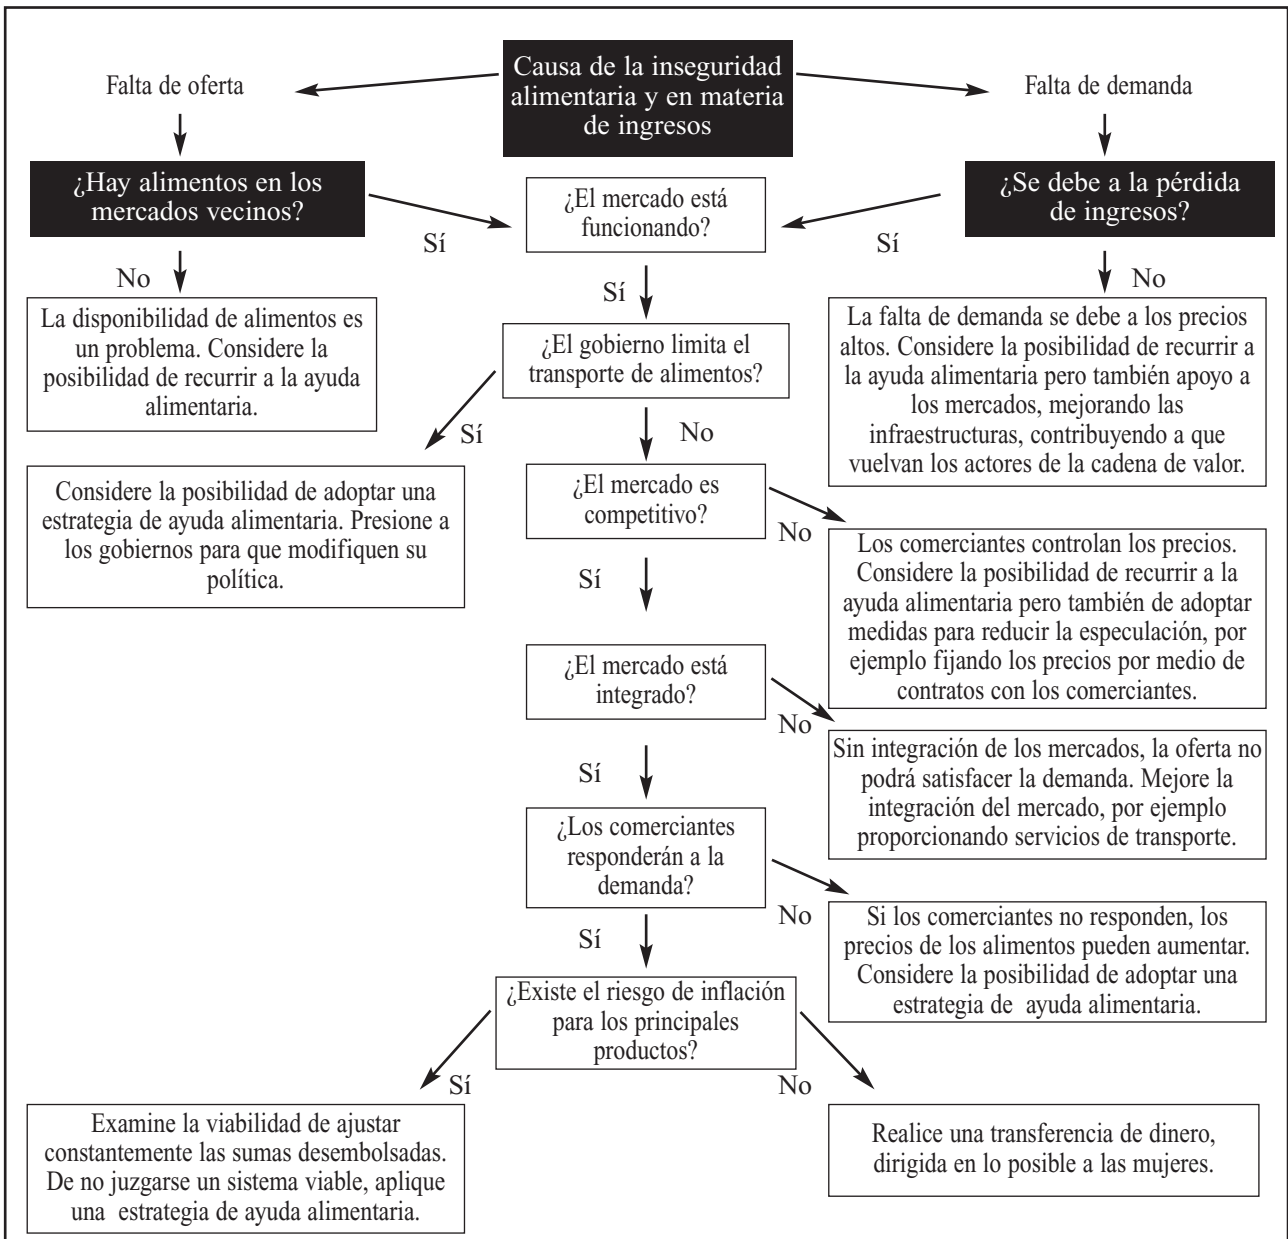 Causa de la inseguridad
alimentaria y en materia
de ingresos
Falta de oferta
Falta de demanda
¿Hay alimentos en los
mercados vecinos?
¿El mercado está
funcionando?
¿Se debe a la pérdida
de ingresos?
Sí
Sí
No
Sí
No
La disponibilidad de alimentos es
un problema. Considere la
posibilidad de recurrir a la ayuda
alimentaria.
¿El gobierno limita el
transporte de alimentos?
La falta de demanda se debe a los precios
altos. Considere la posibilidad de recurrir a
la ayuda alimentaria pero también apoyo a
los mercados, mejorando las
infraestructuras, contribuyendo a que
vuelvan los actores de la cadena de valor.
Sí
No
Considere la posibilidad de adoptar una
estrategia de ayuda alimentaria. Presione a
los gobiernos para que modifiquen su
política.
¿El mercado es
competitivo?
No
Los comerciantes controlan los precios.
Considere la posibilidad de recurrir a la
ayuda alimentaria pero también de adoptar
medidas para reducir la especulación, por
ejemplo fijando los precios por medio de
contratos con los comerciantes.
Sí
¿El mercado está
integrado?
No
Sin integración de los mercados, la oferta no
podrá satisfacer la demanda. Mejore la
integración del mercado, por ejemplo
proporcionando servicios de transporte.
Sí
¿Los comerciantes
responderán a la
demanda?
No
Si los comerciantes no responden, los
precios de los alimentos pueden aumentar.
Considere la posibilidad de adoptar una
estrategia de ayuda alimentaria.
Sí
¿Existe el riesgo de inflación
para los principales
productos?
Sí
No
Examine la viabilidad de ajustar
constantemente las sumas desembolsadas.
De no juzgarse un sistema viable, aplique
una estrategia de ayuda alimentaria.
Realice una transferencia de dinero,
dirigida en lo posible a las mujeres.